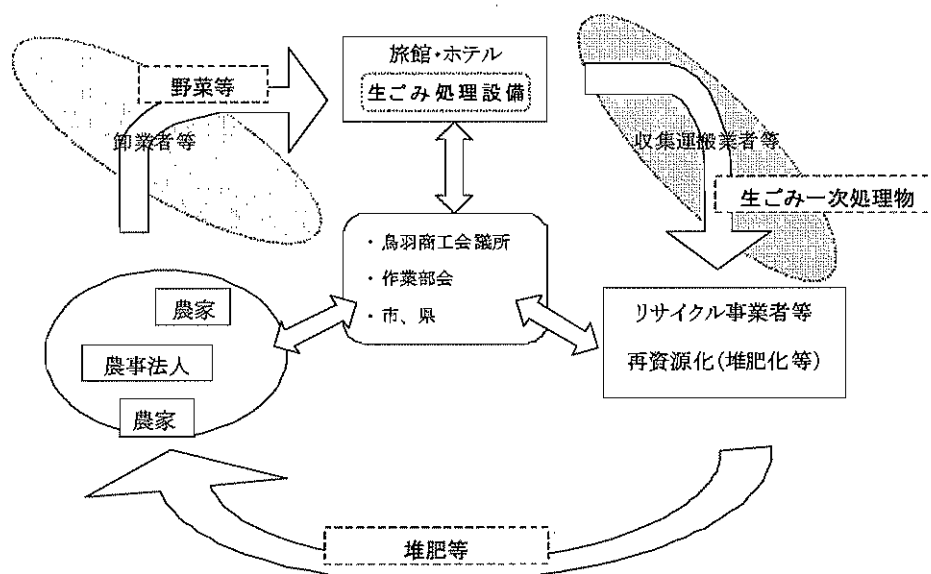 旅館・ホテル
生ごみ処理設備
野菜等
卸業者等
収集運搬業者等
生ごみ一次処理物
・鳥羽商工会議所
・作業部会
・市、県
農家
農事法人
農家
リサイクル事業者等
再資源化(堆肥化等)
堆肥等